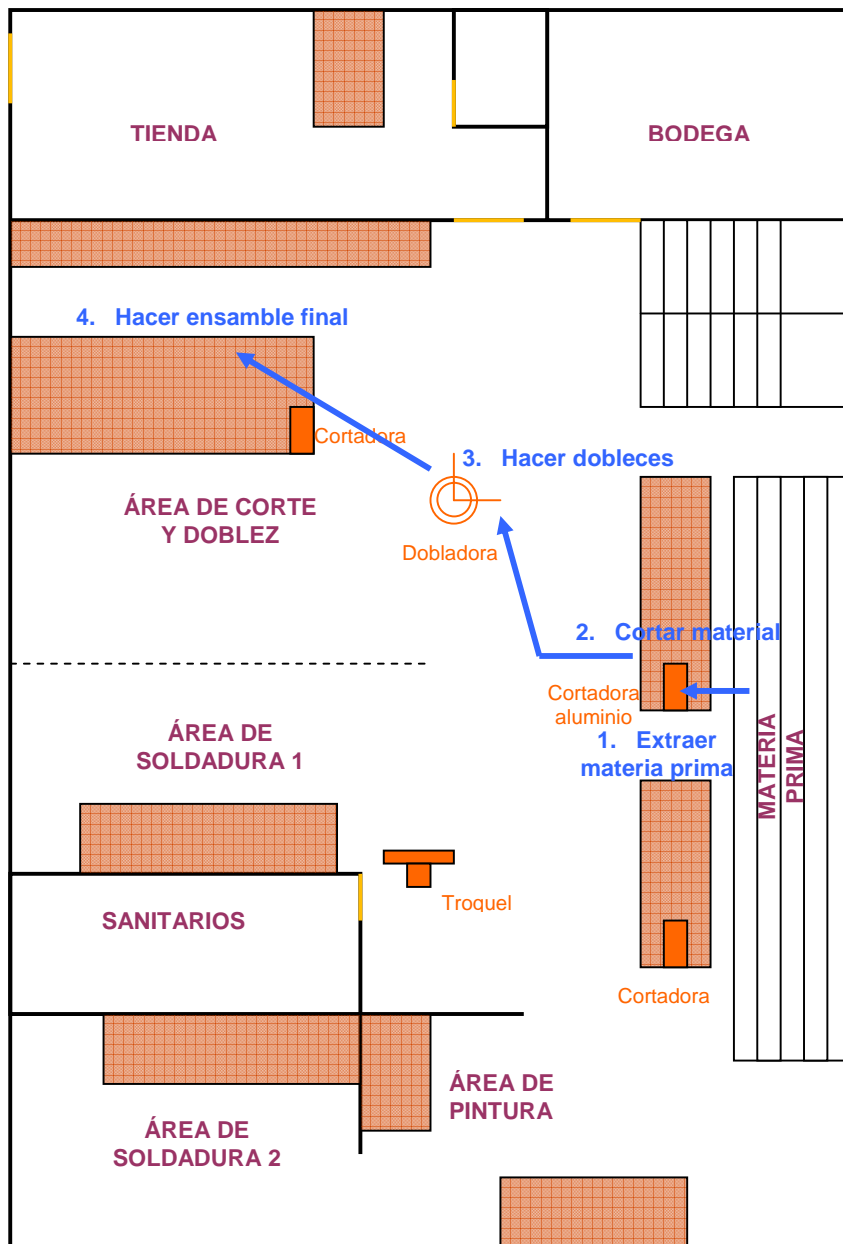 TIENDA
BODEGA
4. Hacer ensamble final
Cortadora
3. Hacer dobleces
ÁREA DE CORTE
Y DOBLEZ
Dobladora
2. Cortar material
Cortadora
aluminio
ÁREA DE
SOLDADURA 1
1. Extraer
materia prima
MATERIA
PRIMA
Troquel
SANITARIOS
Cortadora
ÁREA DE
PINTURA
ÁREA DE
SOLDADURA 2